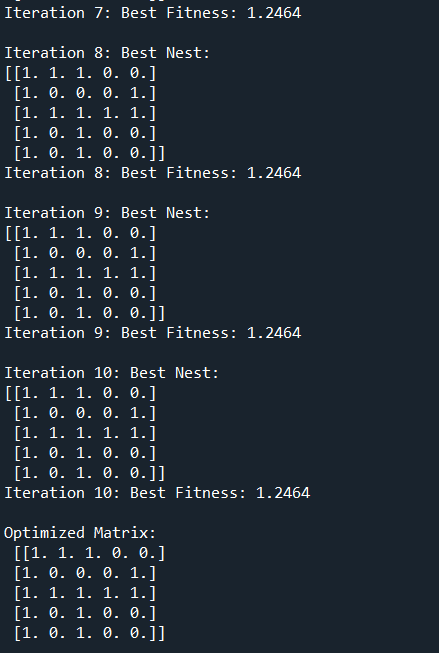 Iteration 7: Best Fitness: 1.2464
Iteration 8: Best Nest:
[[1. 1. 1. 0. 0.]
[1. 0. 0. 0. 1.]
[1. 1. 1. 1. 1.]
[1. 0. 1. 0. 0.]
[1. 0. 1. 0. 0.]]
Iteration 8: Best Fitness: 1.2464
Iteration 9: Best Nest:
[[1. 1. 1. 0. 0.]
[1. 0. 0. 0. 1.]
[1. 1. 1. 1. 1.]
[1. 0. 1. 0. 0.]
[1. 0. 1. 0. 0.]]
Iteration 9: Best Fitness: 1.2464
Iteration 10: Best Nest:
[[1. 1. 1. 0. 0.]
[1. 0. 0. 0. 1.]
[1. 1. 1. 1. 1.]
[1. 0. 1. 0. 0.]
[1. 0. 1. 0. 0.]]
Iteration 10: Best Fitness: 1.2464
Optimized Matrix:
[[1. 1. 1. 0. 0.]
[1. 0. 0. 0. 1.]
[1. 1. 1. 1. 1.]
[1. 0. 1. 0. 0.]
[1. 0. 1. 0. 0.]]